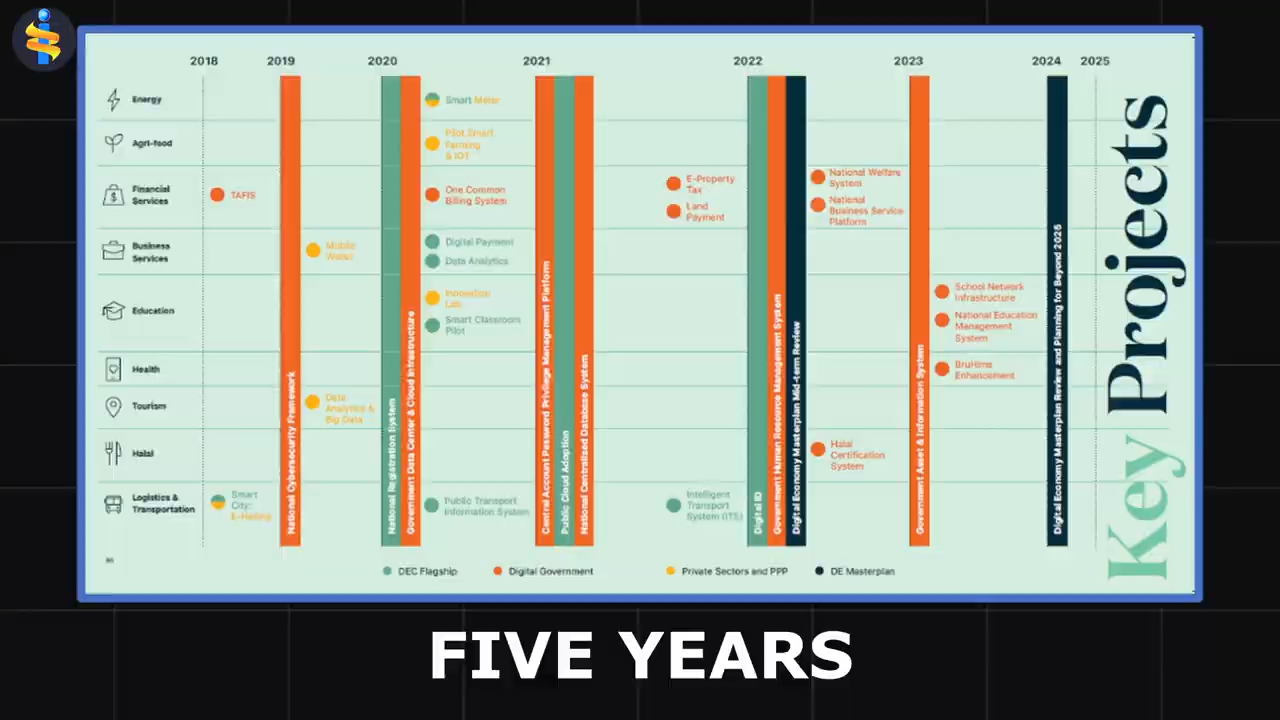 2018
2019
2020
2021
2022
2023
2024
2025
Energy
Smart Meter
Agri-food
Pilot Smart
Farming
& IOT
Financial
Services
TAFIS
One Common
Billing System
E-Property
Tax
Land
Payment
National Welfare
System
National
Business Service
Platform
Business
Services
Mobile
Wallet
Digital Payment
Data Analytics
Education
Innovation
Lab
Smart Classroom
Pilot
School Network
Infrastructure
National Education
Management
System
Health
BruHims
Enhancement
Tourism
Data
Analytics &
Big Data
Halal
Halal
Certification
System
Logistics &
Transportation
Smart
City:
E-Hailing
Public Transport
Information System
Intelligent
Transport
System (ITS)
National Cybersecurity Framework
National Registration System
Government Data Center & Cloud Infrastructure
Central Account Password Privilege Management Platform
Public Cloud Adoption
National Centralised Database System
Digital ID
Government Human Resource Management System
Digital Economy Masterplan Mid-term Review
Government Asset & Information System
Digital Economy Masterplan Review and Planning for Beyond 2025
Key Projects
DEC Flagship
Digital Government
Private Sectors and PPP
DE Masterplan
FIVE YEARS